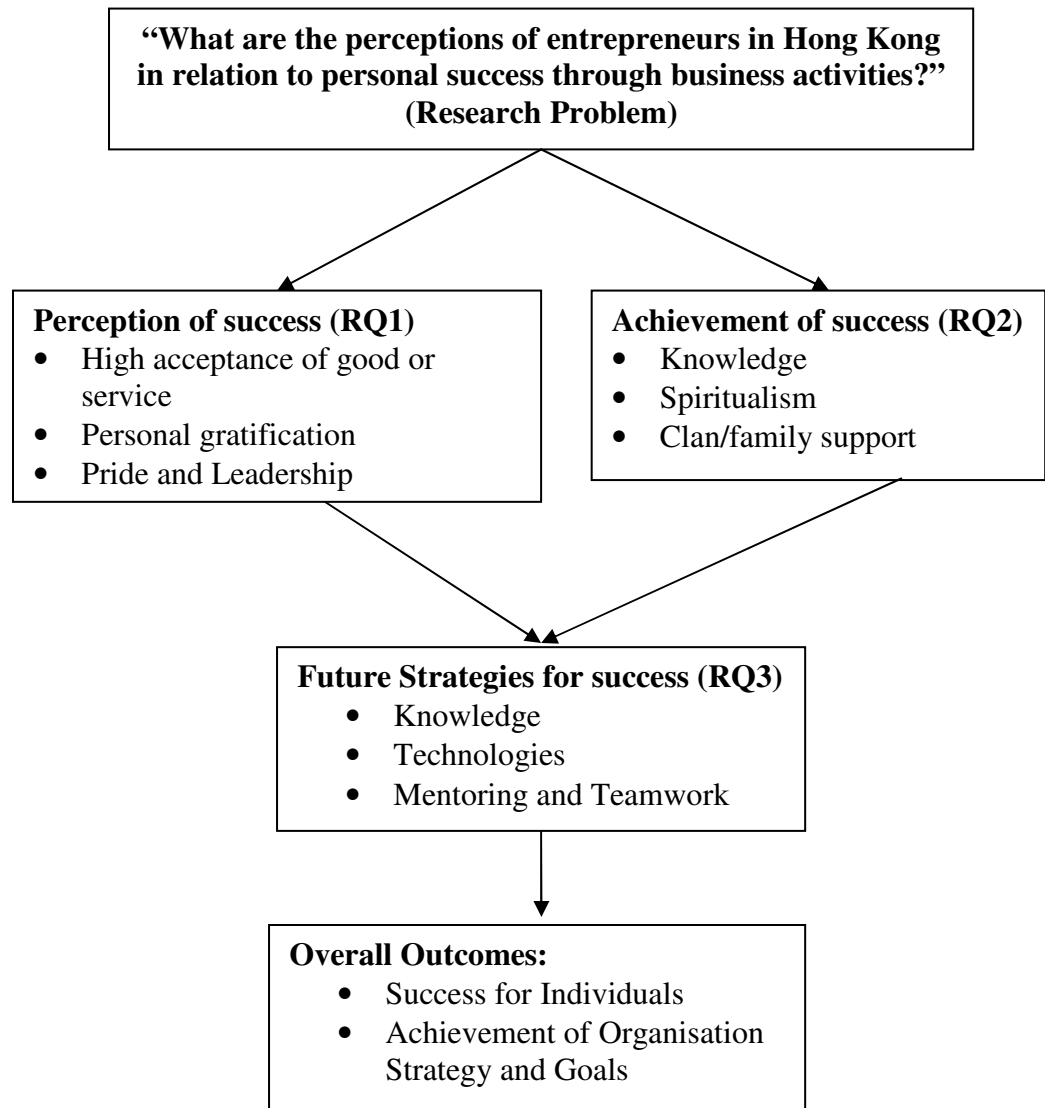 “What are the perceptions of entrepreneurs in Hong Kong
in relation to personal success through business activities?”
(Research Problem)
Perception of success (RQ1)
• High acceptance of good or
service
• Personal gratification
• Pride and Leadership
Achievement of success (RQ2)
• Knowledge
• Spiritualism
• Clan/family support
Future Strategies for success (RQ3)
• Knowledge
• Technologies
• Mentoring and Teamwork
Overall Outcomes:
• Success for Individuals
• Achievement of Organisation
Strategy and Goals